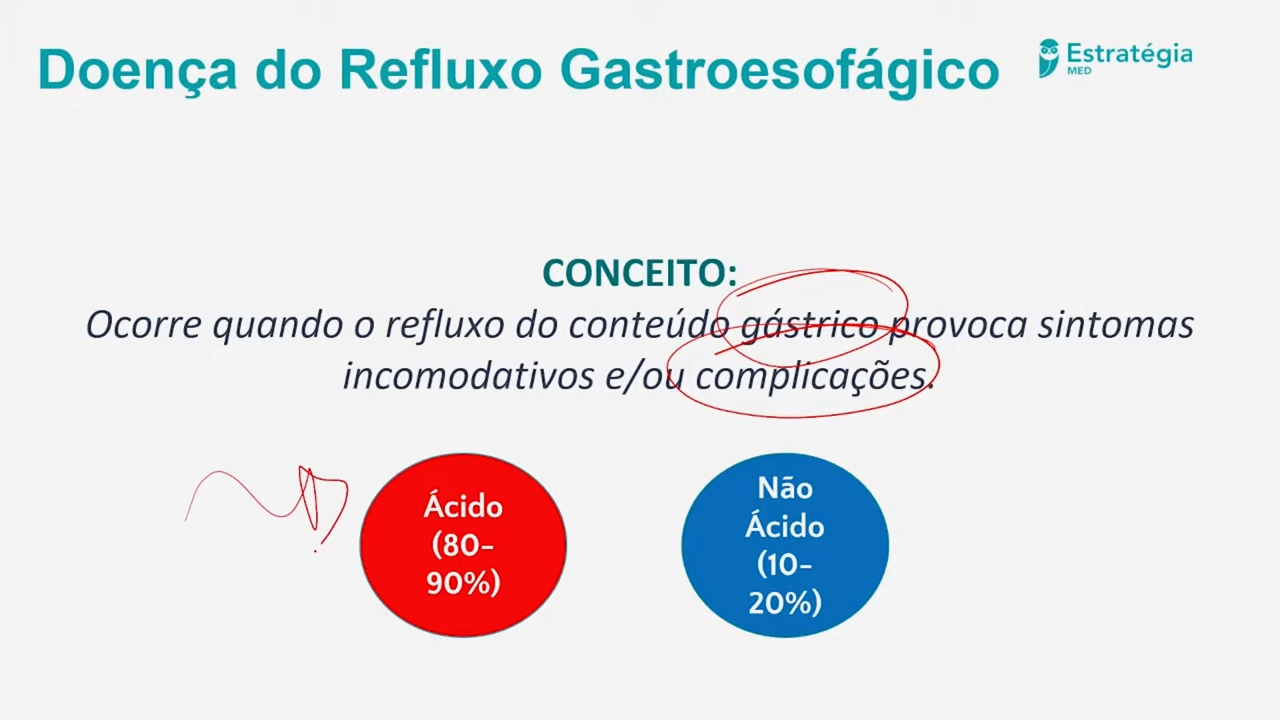 Doença do Refluxo Gastroesofágico
Estratégia
MED
CONCEITO:
Ocorre quando o refluxo do conteúdo gástrico provoca sintomas
incomodativos e/ou complicações.
Ácido
(80-
90%)
Não
Ácido
(10-
20%)